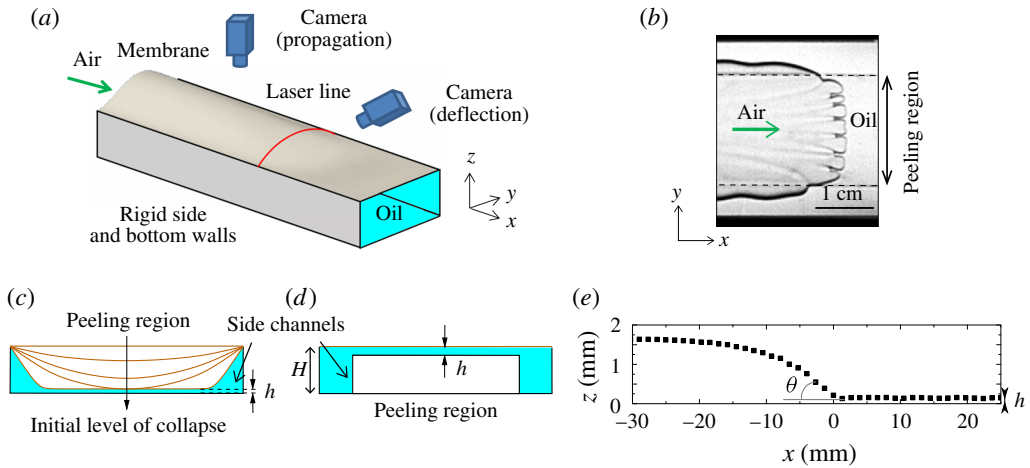 (a)
Camera
(propagation)
Membrane
Air
Laser line
Camera
(deflection)
z
y
x
Oil
Rigid side
and bottom walls
(b)
Air
Oil
Peeling region
1 cm
y
x
(c)
Peeling region
h
Initial level of collapse
(d)
Side channels
H
h
Peeling region
(e)
2
1
0
z (mm)
θ
h
−30 −20 −10 0 10 20
x (mm)